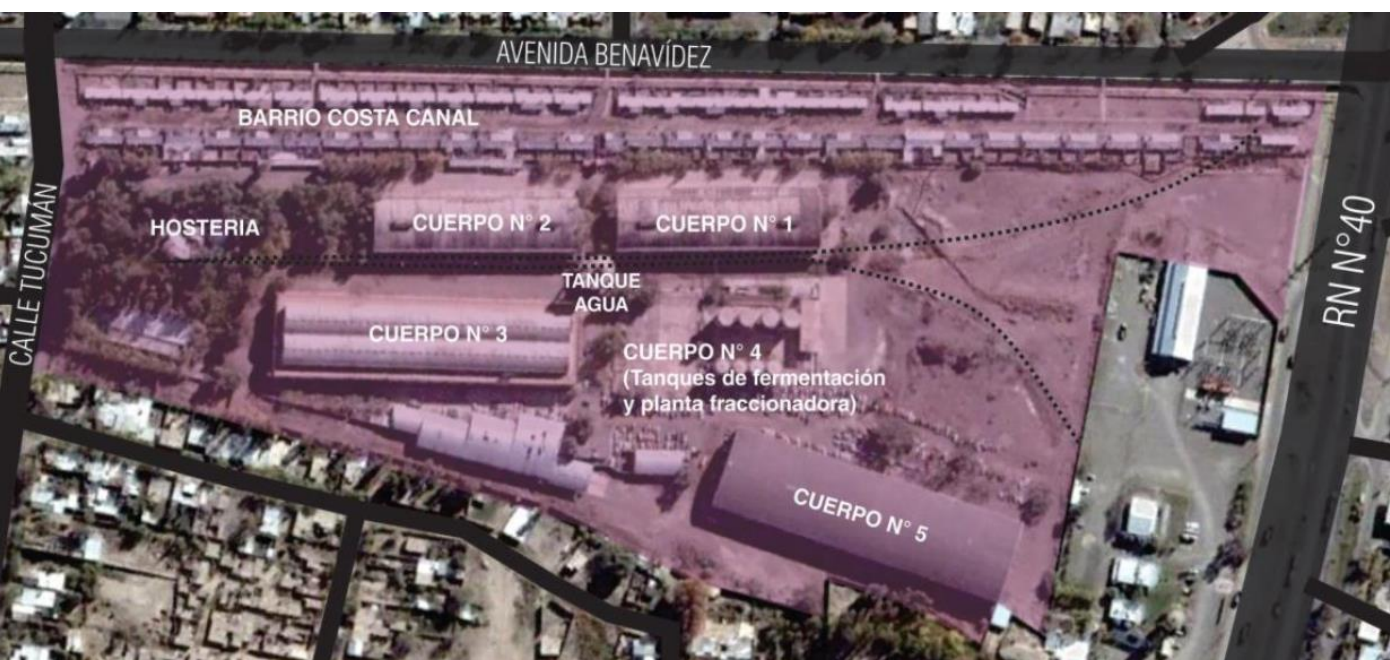 AVENIDA BENAVÍDEZ
BARRIO COSTA CANAL
CALLE TUCUMÁN
HOSTERIA
CUERPO N° 2
CUERPO N° 1
RN N°40
TANQUE
AGUA
CUERPO N° 3
CUERPO N° 4
(Tanques de fermentación
y planta fraccionadora)
CUERPO N° 5